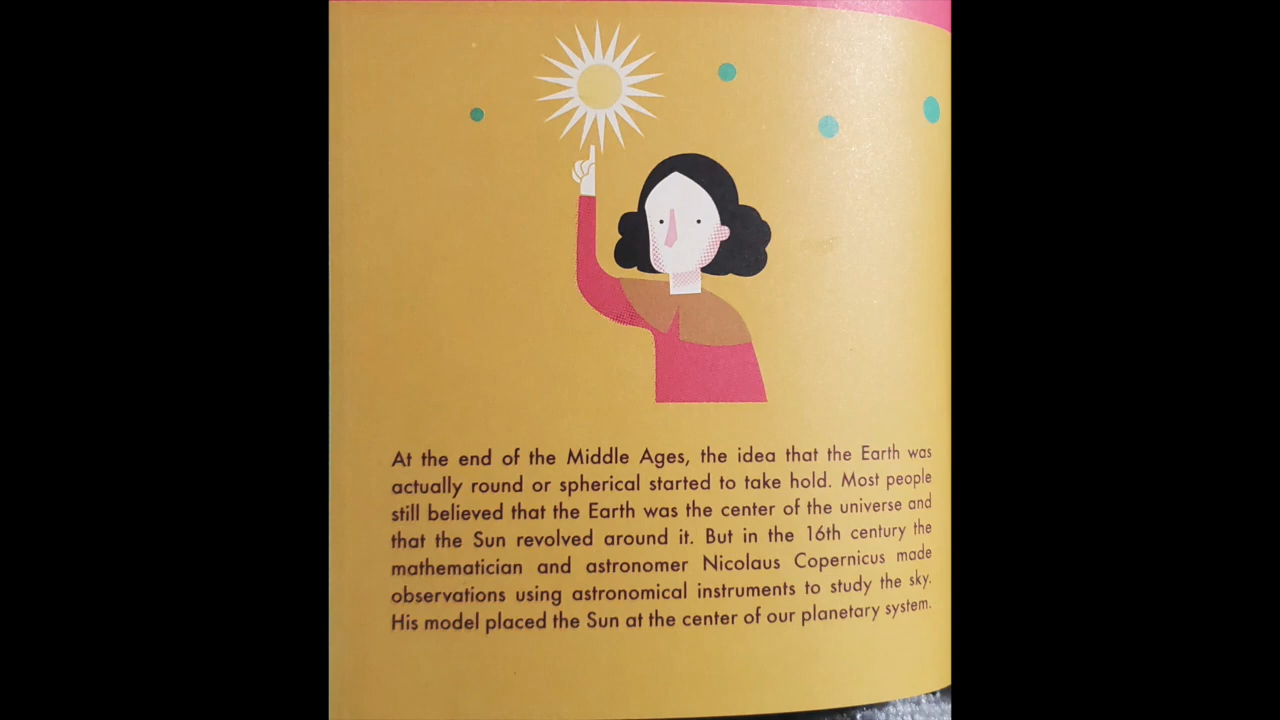 At the end of the Middle Ages, the idea that the Earth was
actually round or spherical started to take hold. Most people
still believed that the Earth was the center of the universe and
that the Sun revolved around it. But in the 16th century the
mathematician and astronomer Nicolaus Copernicus made
observations using astronomical instruments to study the sky.
His model placed the Sun at the center of our planetary system.